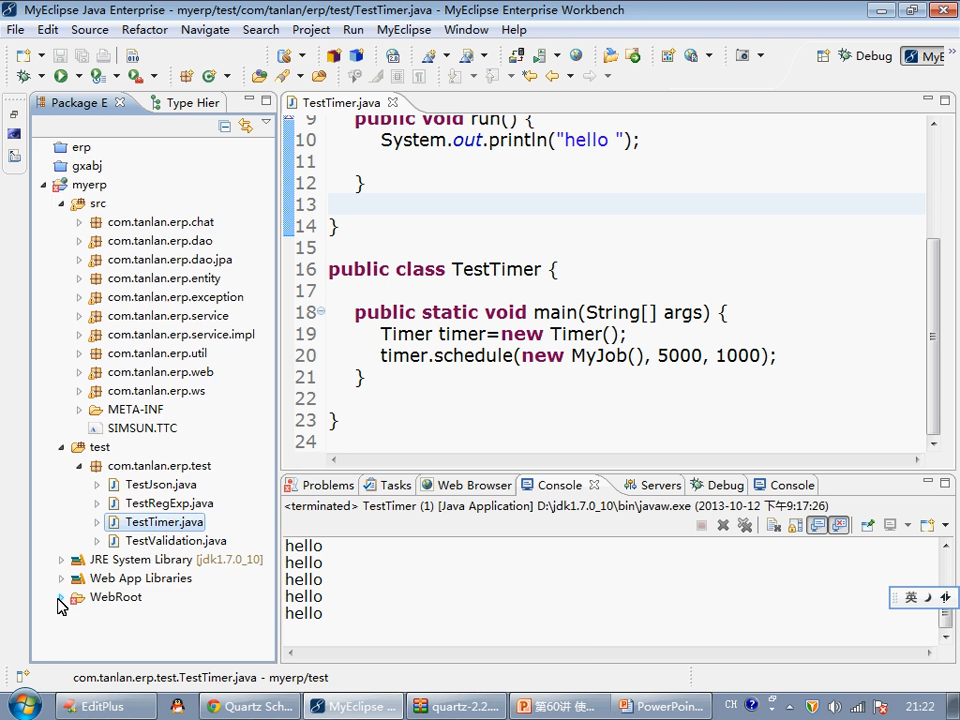 MyEclipse Java Enterprise - myerp/test/com/tanlan/erp/test/TestTimer.java - MyEclipse Enterprise Workbench
File Edit Source Refactor Navigate Search Project Run MyEclipse Window Help
Debug MyE
Package E Type Hier
TestTimer.java
erp
gxabj
myerp
src
com.tanlan.erp.chat
com.tanlan.erp.dao
com.tanlan.erp.dao.jpa
com.tanlan.erp.entity
com.tanlan.erp.exception
com.tanlan.erp.service
com.tanlan.erp.service.impl
com.tanlan.erp.util
com.tanlan.erp.web
com.tanlan.erp.ws
META-INF
SIMSUN.TTC
test
com.tanlan.erp.test
TestJson.java
TestRegExp.java
TestTimer.java
TestValidation.java
JRE System Library [jdk1.7.0_10]
Web App Libraries
WebRoot
9 public void run() {
10 System.out.println("hello ");
11
12 }
13
14 }
15
16 public class TestTimer {
17
18 public static void main(String[] args) {
19 Timer timer=new Timer();
20 timer.schedule(new MyJob(), 5000, 1000);
21 }
22
23 }
24
Problems Tasks Web Browser Console Servers Debug Console
<terminated> TestTimer (1) [Java Application] D:\jdk1.7.0_10\bin\javaw.exe (2013-10-12 下午9:17:26)
hello
hello
hello
hello
hello
英
com.tanlan.erp.test.TestTimer.java - myerp/test
EditPlus
Quartz Sch...
MyEclipse ...
quartz-2.2....
第60讲 使...
PowerPoin...
CH
21:22